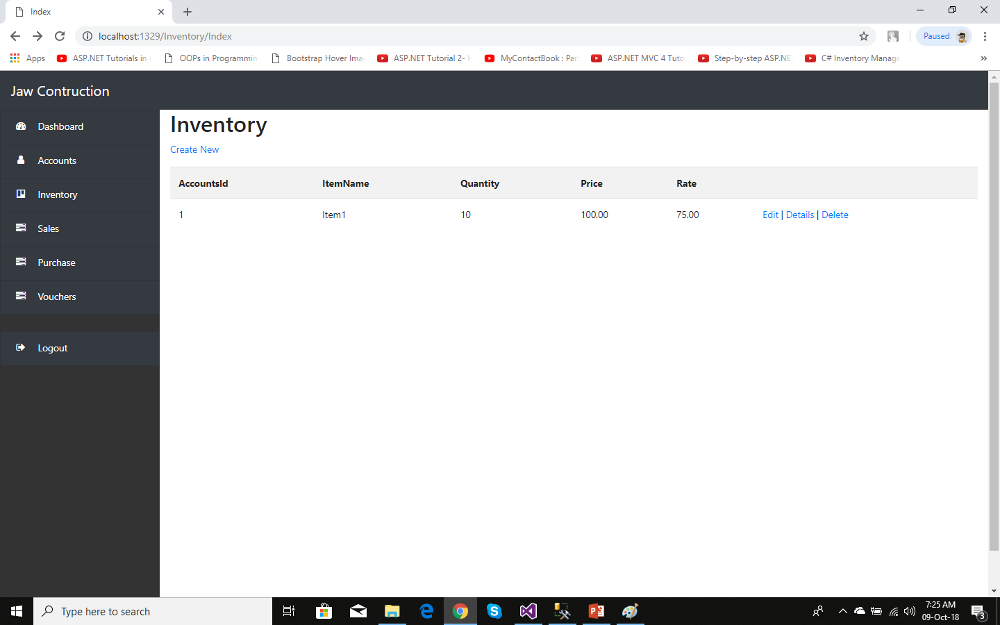 Index
localhost:1329/Inventory/Index
Paused
Apps ASP.NET Tutorials in OOPs in Programmin Bootstrap Hover Ima ASP.NET Tutorial 2- MyContactBook : Par ASP.NET MVC 4 Tuto Step-by-step ASP.NE C# Inventory Manage
Jaw Contruction
Dashboard
Accounts
Inventory
Sales
Purchase
Vouchers
Logout
Inventory
Create New
AccountsId ItemName Quantity Price Rate
1 Item1 10 100.00 75.00 Edit | Details | Delete
Type here to search
7:25 AM
09-Oct-18
3